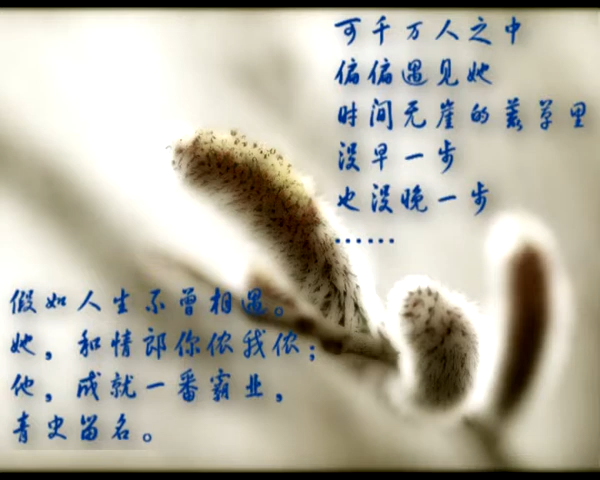 可千万人之中
偏偏遇见她
时间无崖的荒草里
没早一步
也没晚一步
······
假如人生不曾相遇。
她，和情郎你侬我侬；
他，成就一番霸业，
青史留名。